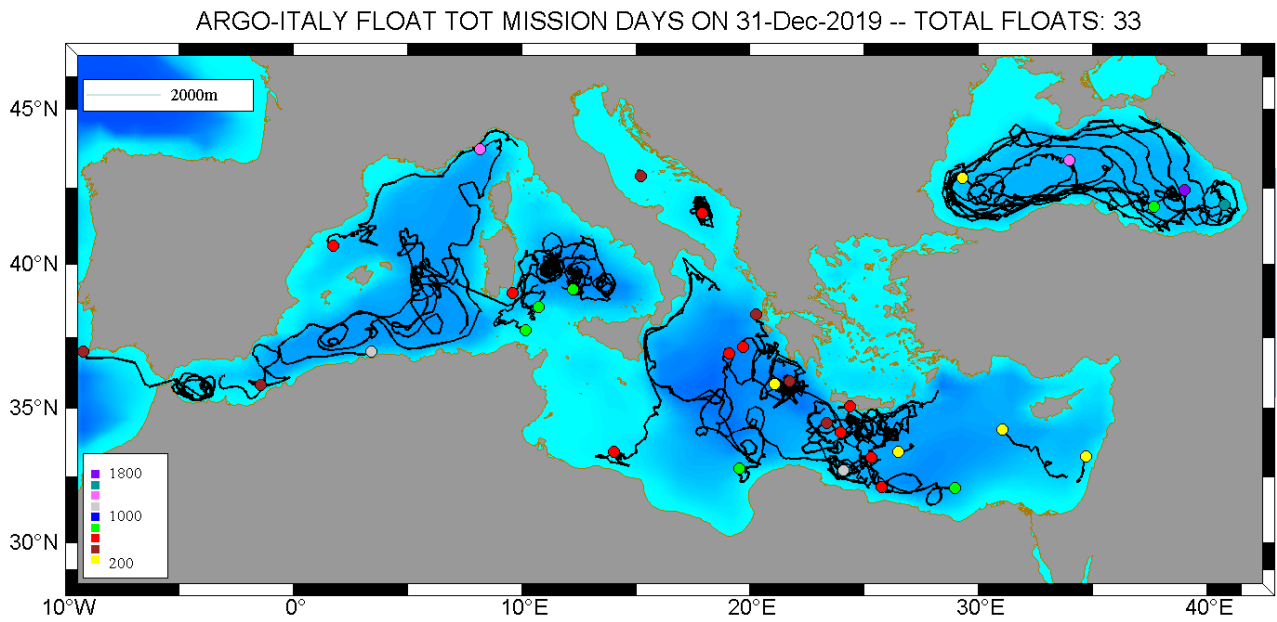 ARGO-ITALY FLOAT TOT MISSION DAYS ON 31-Dec-2019 -- TOTAL FLOATS: 33
2000m
45°N
40°N
35°N
30°N
1800
1000
200
10°W 0° 10°E 20°E 30°E 40°E